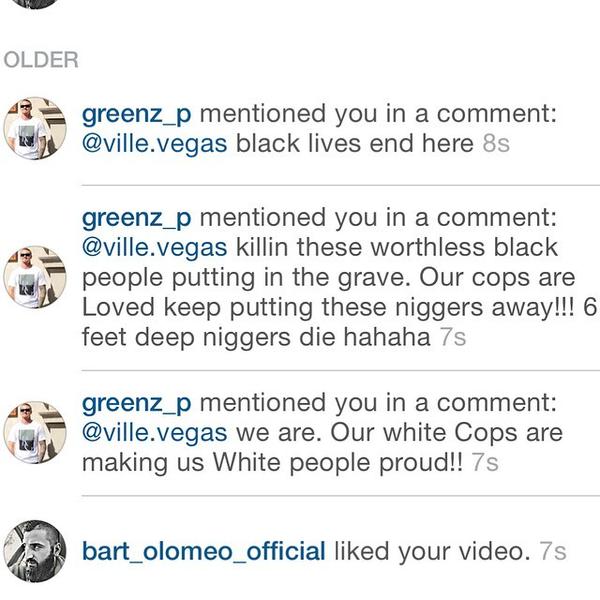 OLDER
greenz_p mentioned you in a comment:
@ville.vegas black lives end here 8s
greenz_p mentioned you in a comment:
@ville.vegas killin these worthless black
people putting in the grave. Our cops are
Loved keep putting these niggers away!!! 6
feet deep niggers die hahaha 7s
greenz_p mentioned you in a comment:
@ville.vegas we are. Our white Cops are
making us White people proud!! 7s
bart_olomeo_official liked your video. 7s